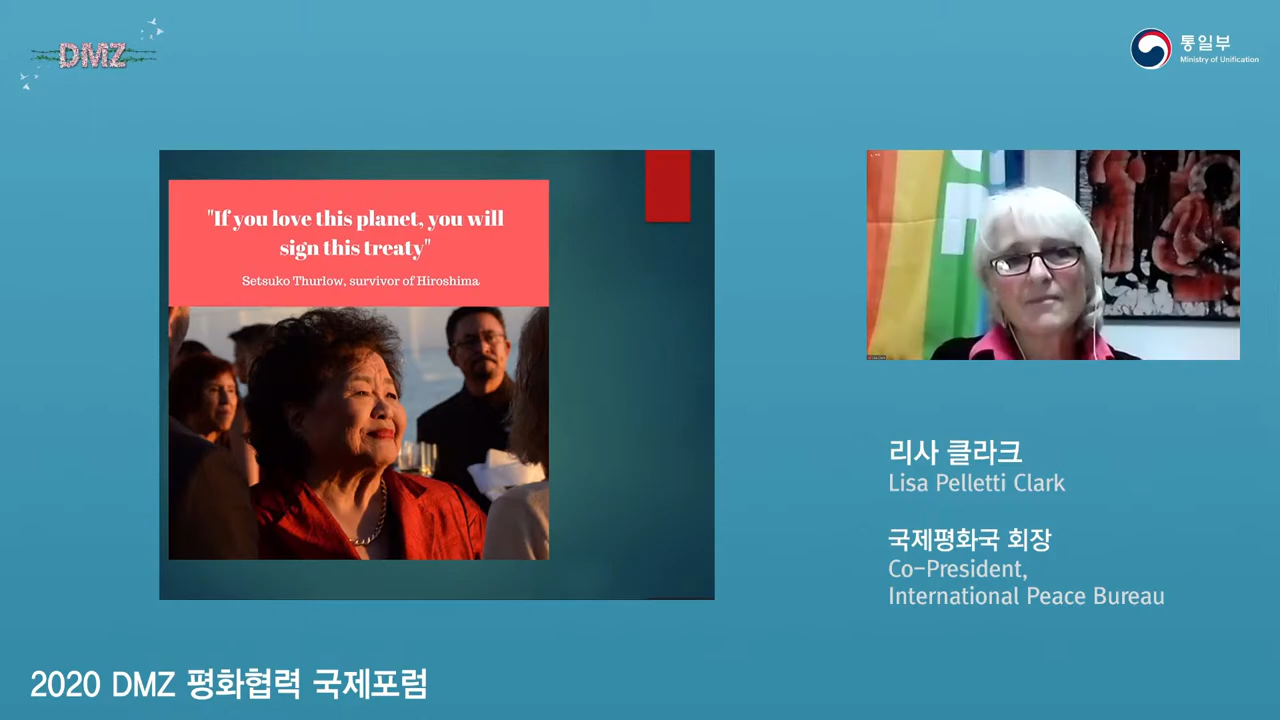 DMZ
통일부
Ministry of Unification
"If you love this planet, you will
sign this treaty"
Setsuko Thurlow, survivor of Hiroshima
리사 클라크
Lisa Pelletti Clark
국제평화국 회장
Co-President,
International Peace Bureau
2020 DMZ 평화협력 국제포럼